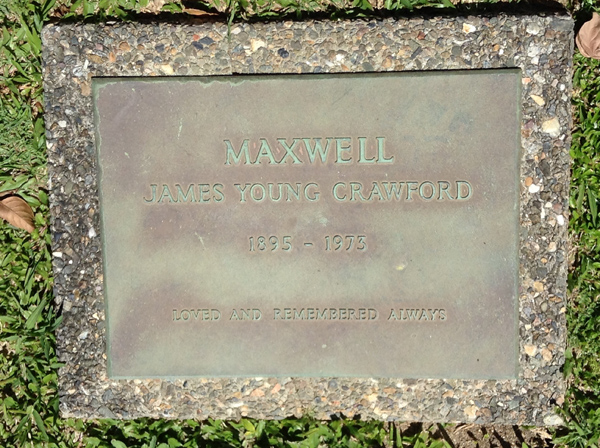 MAXWELL
JAMES YOUNG CRAWFORD
1895 - 1973
LOVED AND REMEMBERED ALWAYS